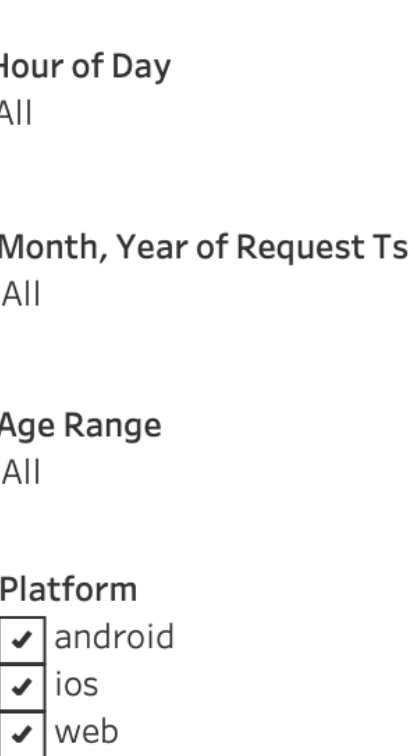 Hour of Day
All
Month, Year of Request Ts
All
Age Range
All
Platform
android
ios
web